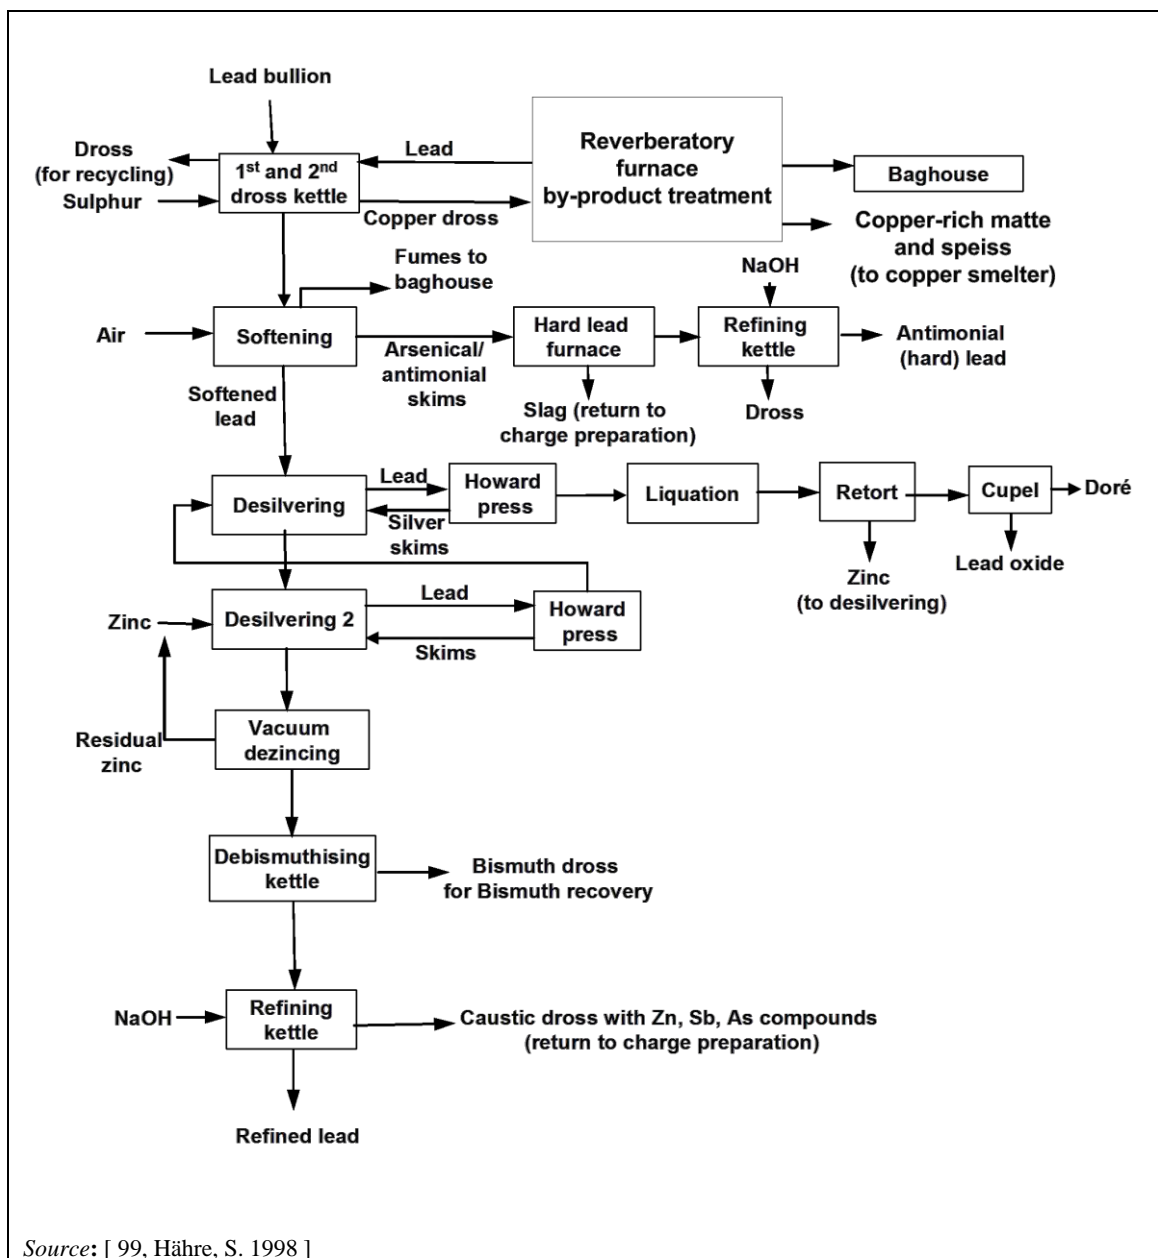 Lead bullion
Dross
(for recycling)
Sulphur
1st and 2nd
dross kettle
Lead
Copper dross
Reverberatory
furnace
by-product treatment
Baghouse
Copper-rich matte
and speiss
(to copper smelter)
Fumes to
baghouse
NaOH
Air
Softening
Arsenical/
antimonial
skims
Hard lead
furnace
Refining
kettle
Antimonial
(hard) lead
Softened
lead
Slag (return to
charge preparation)
Dross
Desilvering
Lead
Silver
skims
Howard
press
Liquation
Retort
Cupel
Doré
Zinc
(to desilvering)
Lead oxide
Zinc
Desilvering 2
Lead
Skims
Howard
press
Residual
zinc
Vacuum
dezincing
Debismuthising
kettle
Bismuth dross
for Bismuth recovery
NaOH
Refining
kettle
Caustic dross with Zn, Sb, As compounds
(return to charge preparation)
Refined lead
Source: [ 99, Hähre, S. 1998 ]